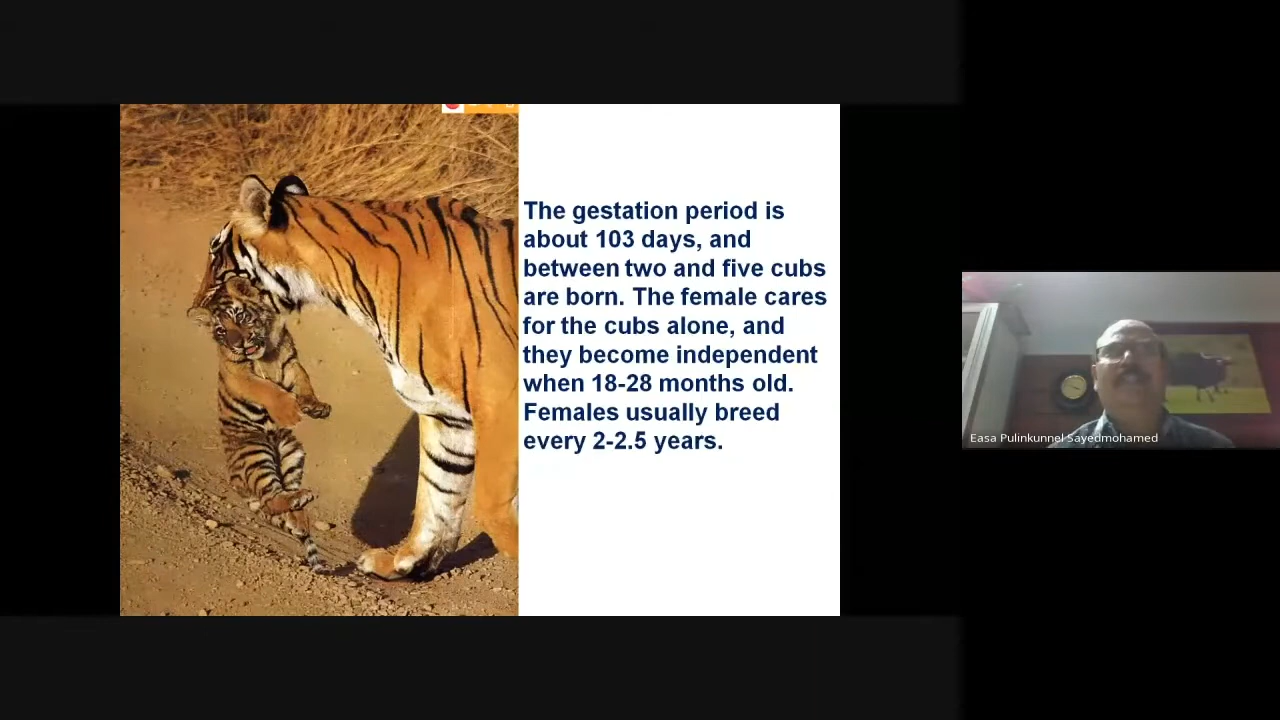 The gestation period is
about 103 days, and
between two and five cubs
are born. The female cares
for the cubs alone, and
they become independent
when 18-28 months old.
Females usually breed
every 2-2.5 years.
Easa Pulinkunnel Sayedmohamed